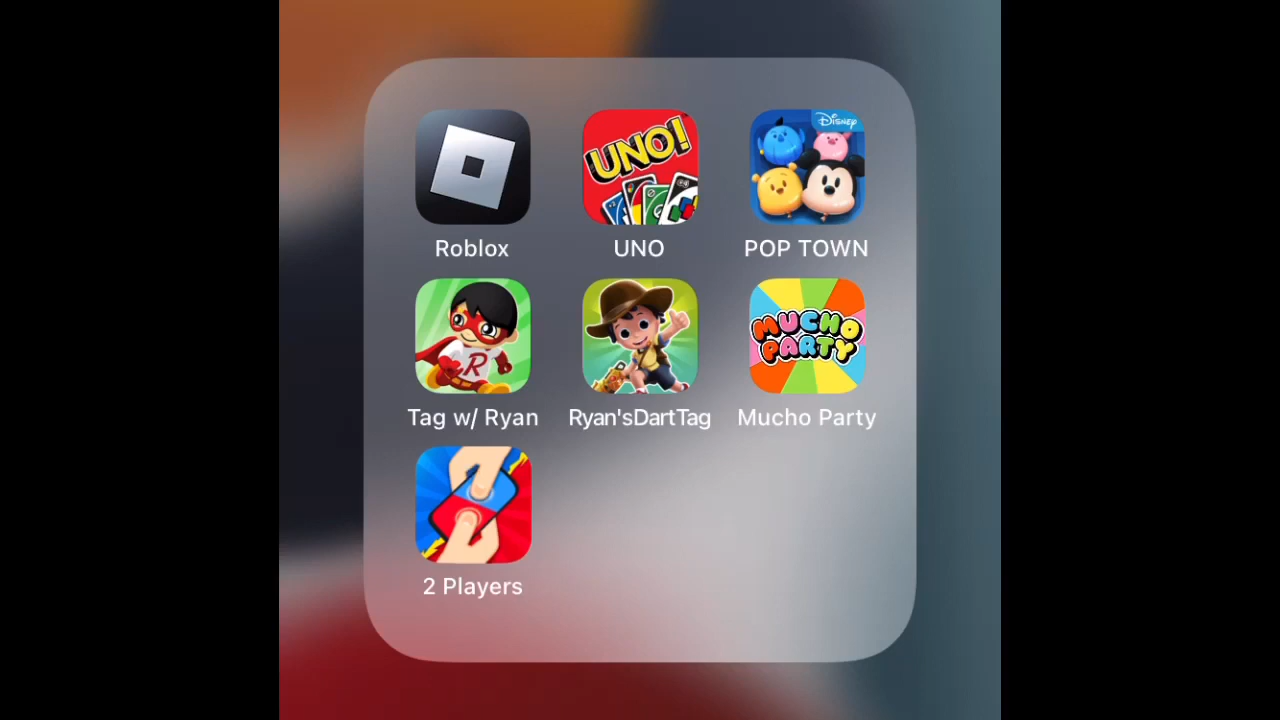 UNO!
Disney
Roblox
UNO
POP TOWN
R
MUCHO
PARTY
Tag w/ Ryan
Ryan'sDartTag
Mucho Party
2 Players